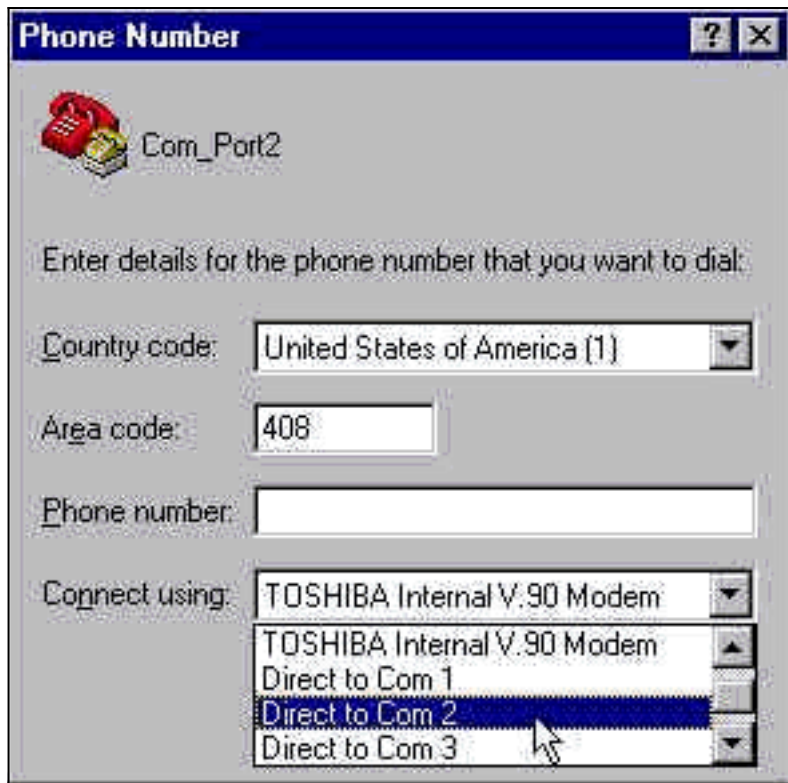 Phone Number
Com_Port2
Enter details for the phone number that you want to dial:
Country code: United States of America (1)
Area code: 408
Phone number:
Connect using: TOSHIBA Internal V.90 Modem
TOSHIBA Internal V.90 Modem
Direct to Com 1
Direct to Com 2
Direct to Com 3